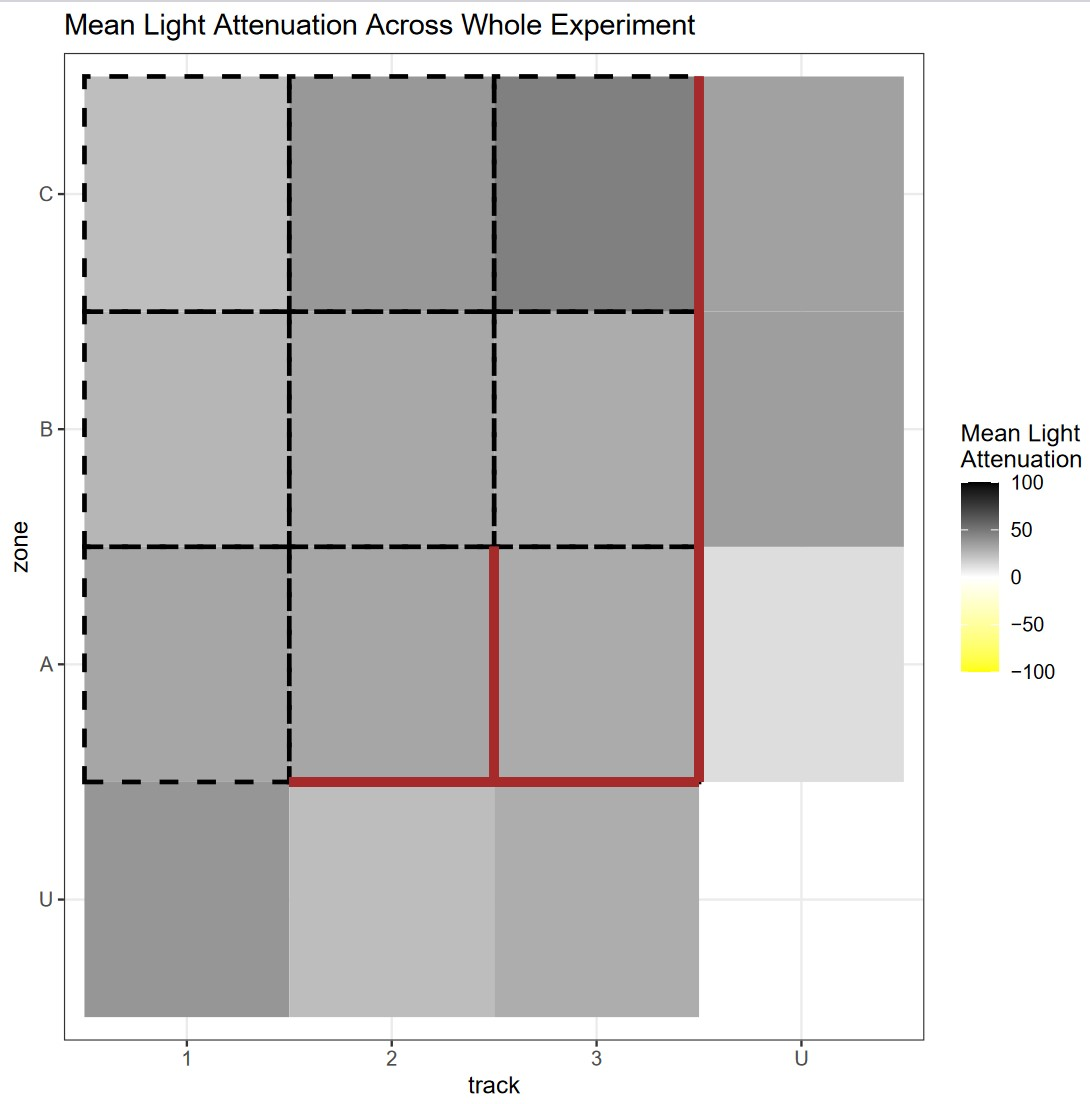 Mean Light Attenuation Across Whole Experiment
C
B
A
U
zone
1
2
3
U
track
Mean Light
Attenuation
100
50
0
−50
−100